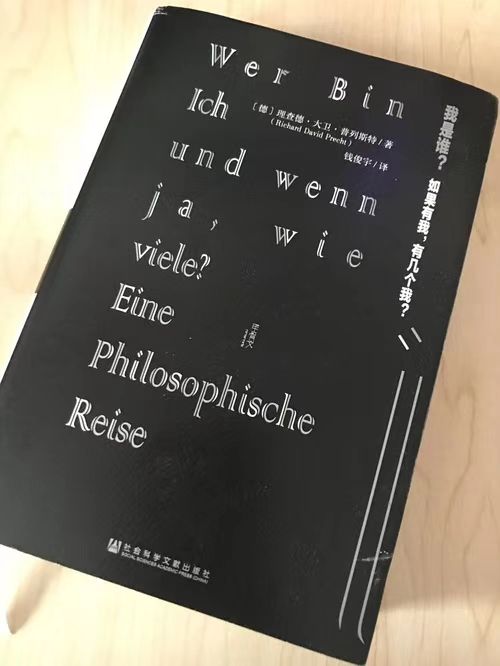 Wer Bin
Ich
〔德〕理查德·大卫·普列斯特/著
(Richard David Precht)
钱俊宇/译
und wenn
ja, wie
viele?
Eine
Philosophische
Reise
我是谁?
如果有我,有几个我?
社会科学文献出版社
SOCIAL SCIENCES ACADEMIC PRESS (CHINA)